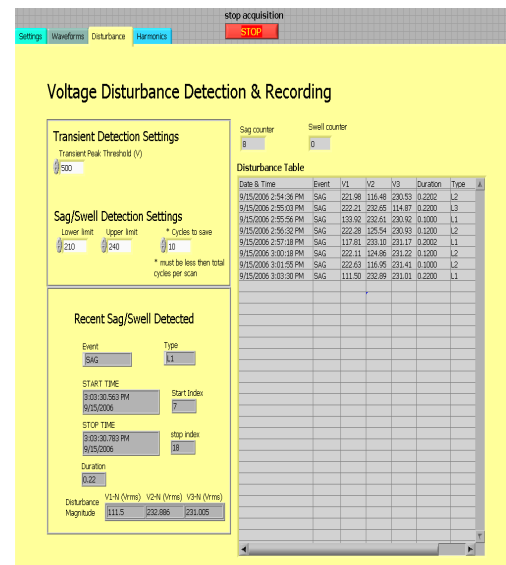 stop acquisition
STOP
Settings Waveforms Disturbance Harmonics
Voltage Disturbance Detection & Recording
Transient Detection Settings
Transient Peak Threshold (V)
500
Sag/Swell Detection Settings
Lower limit Upper limit * Cycles to save
210 240 10
* must be less then total
cycles per scan
Recent Sag/Swell Detected
Event Type
SAG L1
START TIME
3:03:30.563 PM
9/15/2006
Start Index
7
STOP TIME
3:03:30.783 PM
9/15/2006
stop index
18
Duration
0.22
V1-N (Vrms) V2-N (Vrms) V3-N (Vrms)
Disturbance
Magnitude
111.5 232.886 231.005
Sag counter Swell counter
8 0
Disturbance Table
Date & Time Event V1 V2 V3 Duration Type
9/15/2006 2:54:36 PM SAG 221.98 116.48 230.53 0.2202 L2
9/15/2006 2:55:03 PM SAG 222.21 232.65 114.87 0.2200 L3
9/15/2006 2:55:56 PM SAG 133.92 232.61 230.92 0.1000 L1
9/15/2006 2:56:32 PM SAG 222.28 125.54 230.93 0.1200 L2
9/15/2006 2:57:18 PM SAG 117.81 233.10 231.17 0.2002 L1
9/15/2006 3:00:18 PM SAG 222.11 124.86 231.22 0.1200 L2
9/15/2006 3:01:55 PM SAG 222.63 116.95 231.41 0.1000 L2
9/15/2006 3:03:30 PM SAG 111.50 232.89 231.01 0.2200 L1